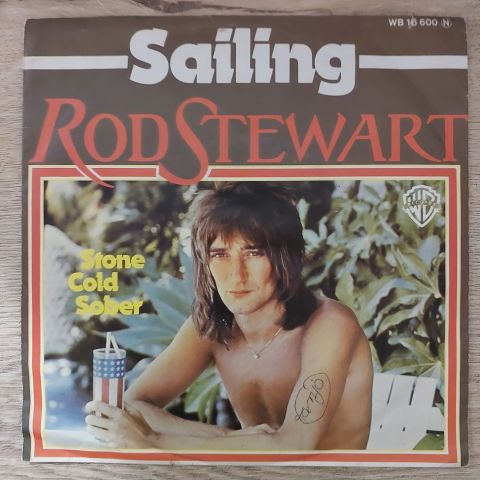 WB 16 600 N
Sailing
ROD STEWART
Stone
Cold
Sober